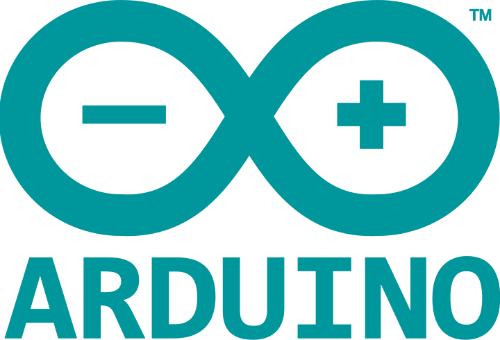 ™
− +
ARDUINO